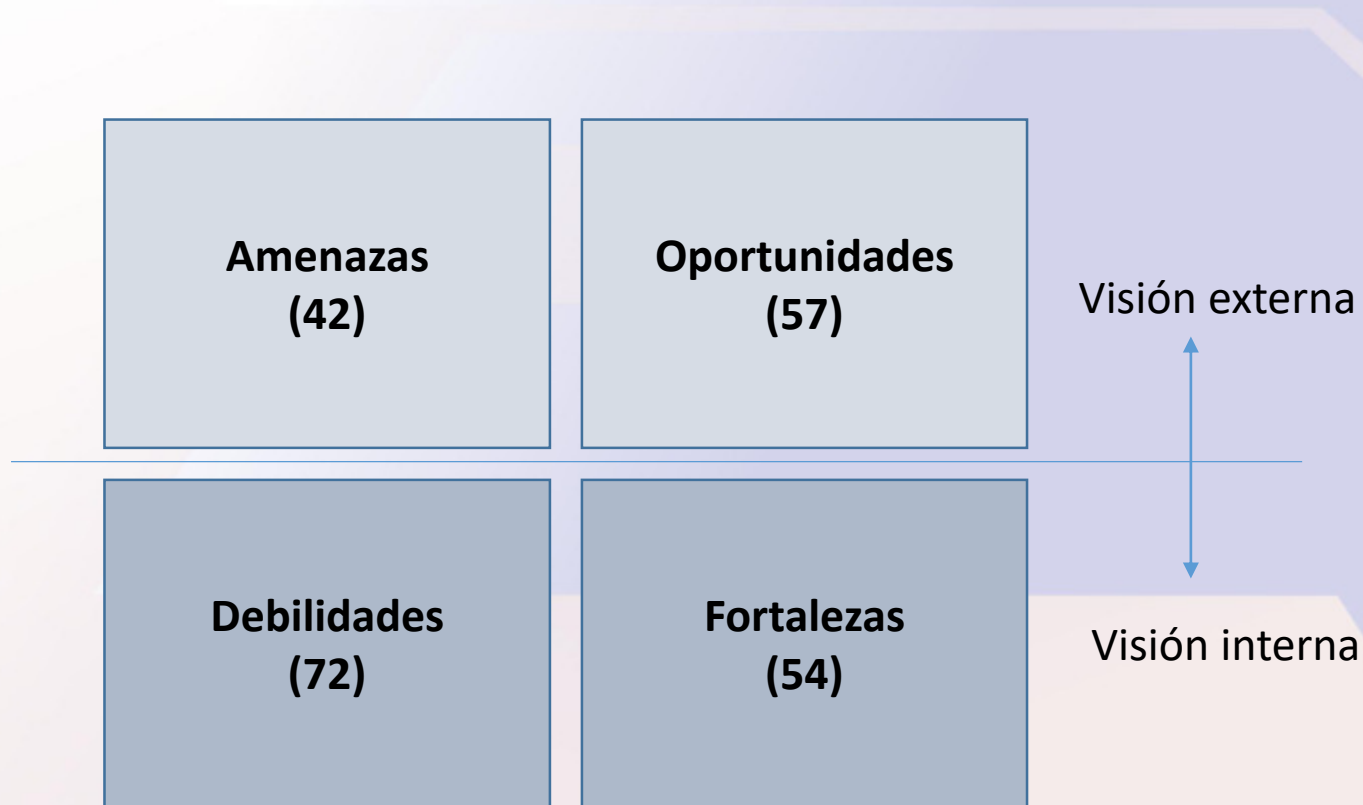 Amenazas
(42)
Oportunidades
(57)
Visión externa
Debilidades
(72)
Fortalezas
(54)
Visión interna